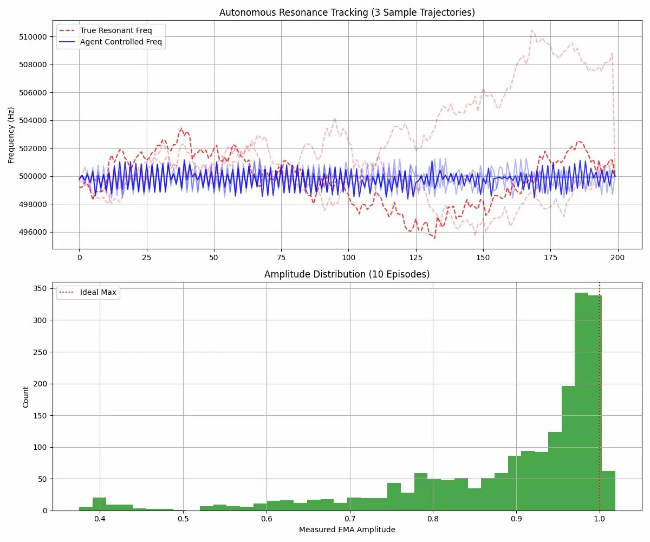 Autonomous Resonance Tracking (3 Sample Trajectories)
True Resonant Freq
Agent Controlled Freq
Frequency (Hz)
510000
508000
506000
504000
502000
500000
498000
496000
0 25 50 75 100 125 150 175 200
Amplitude Distribution (10 Episodes)
Ideal Max
Count
350
300
250
200
150
100
50
0
0.4 0.5 0.6 0.7 0.8 0.9 1.0
Measured EMA Amplitude